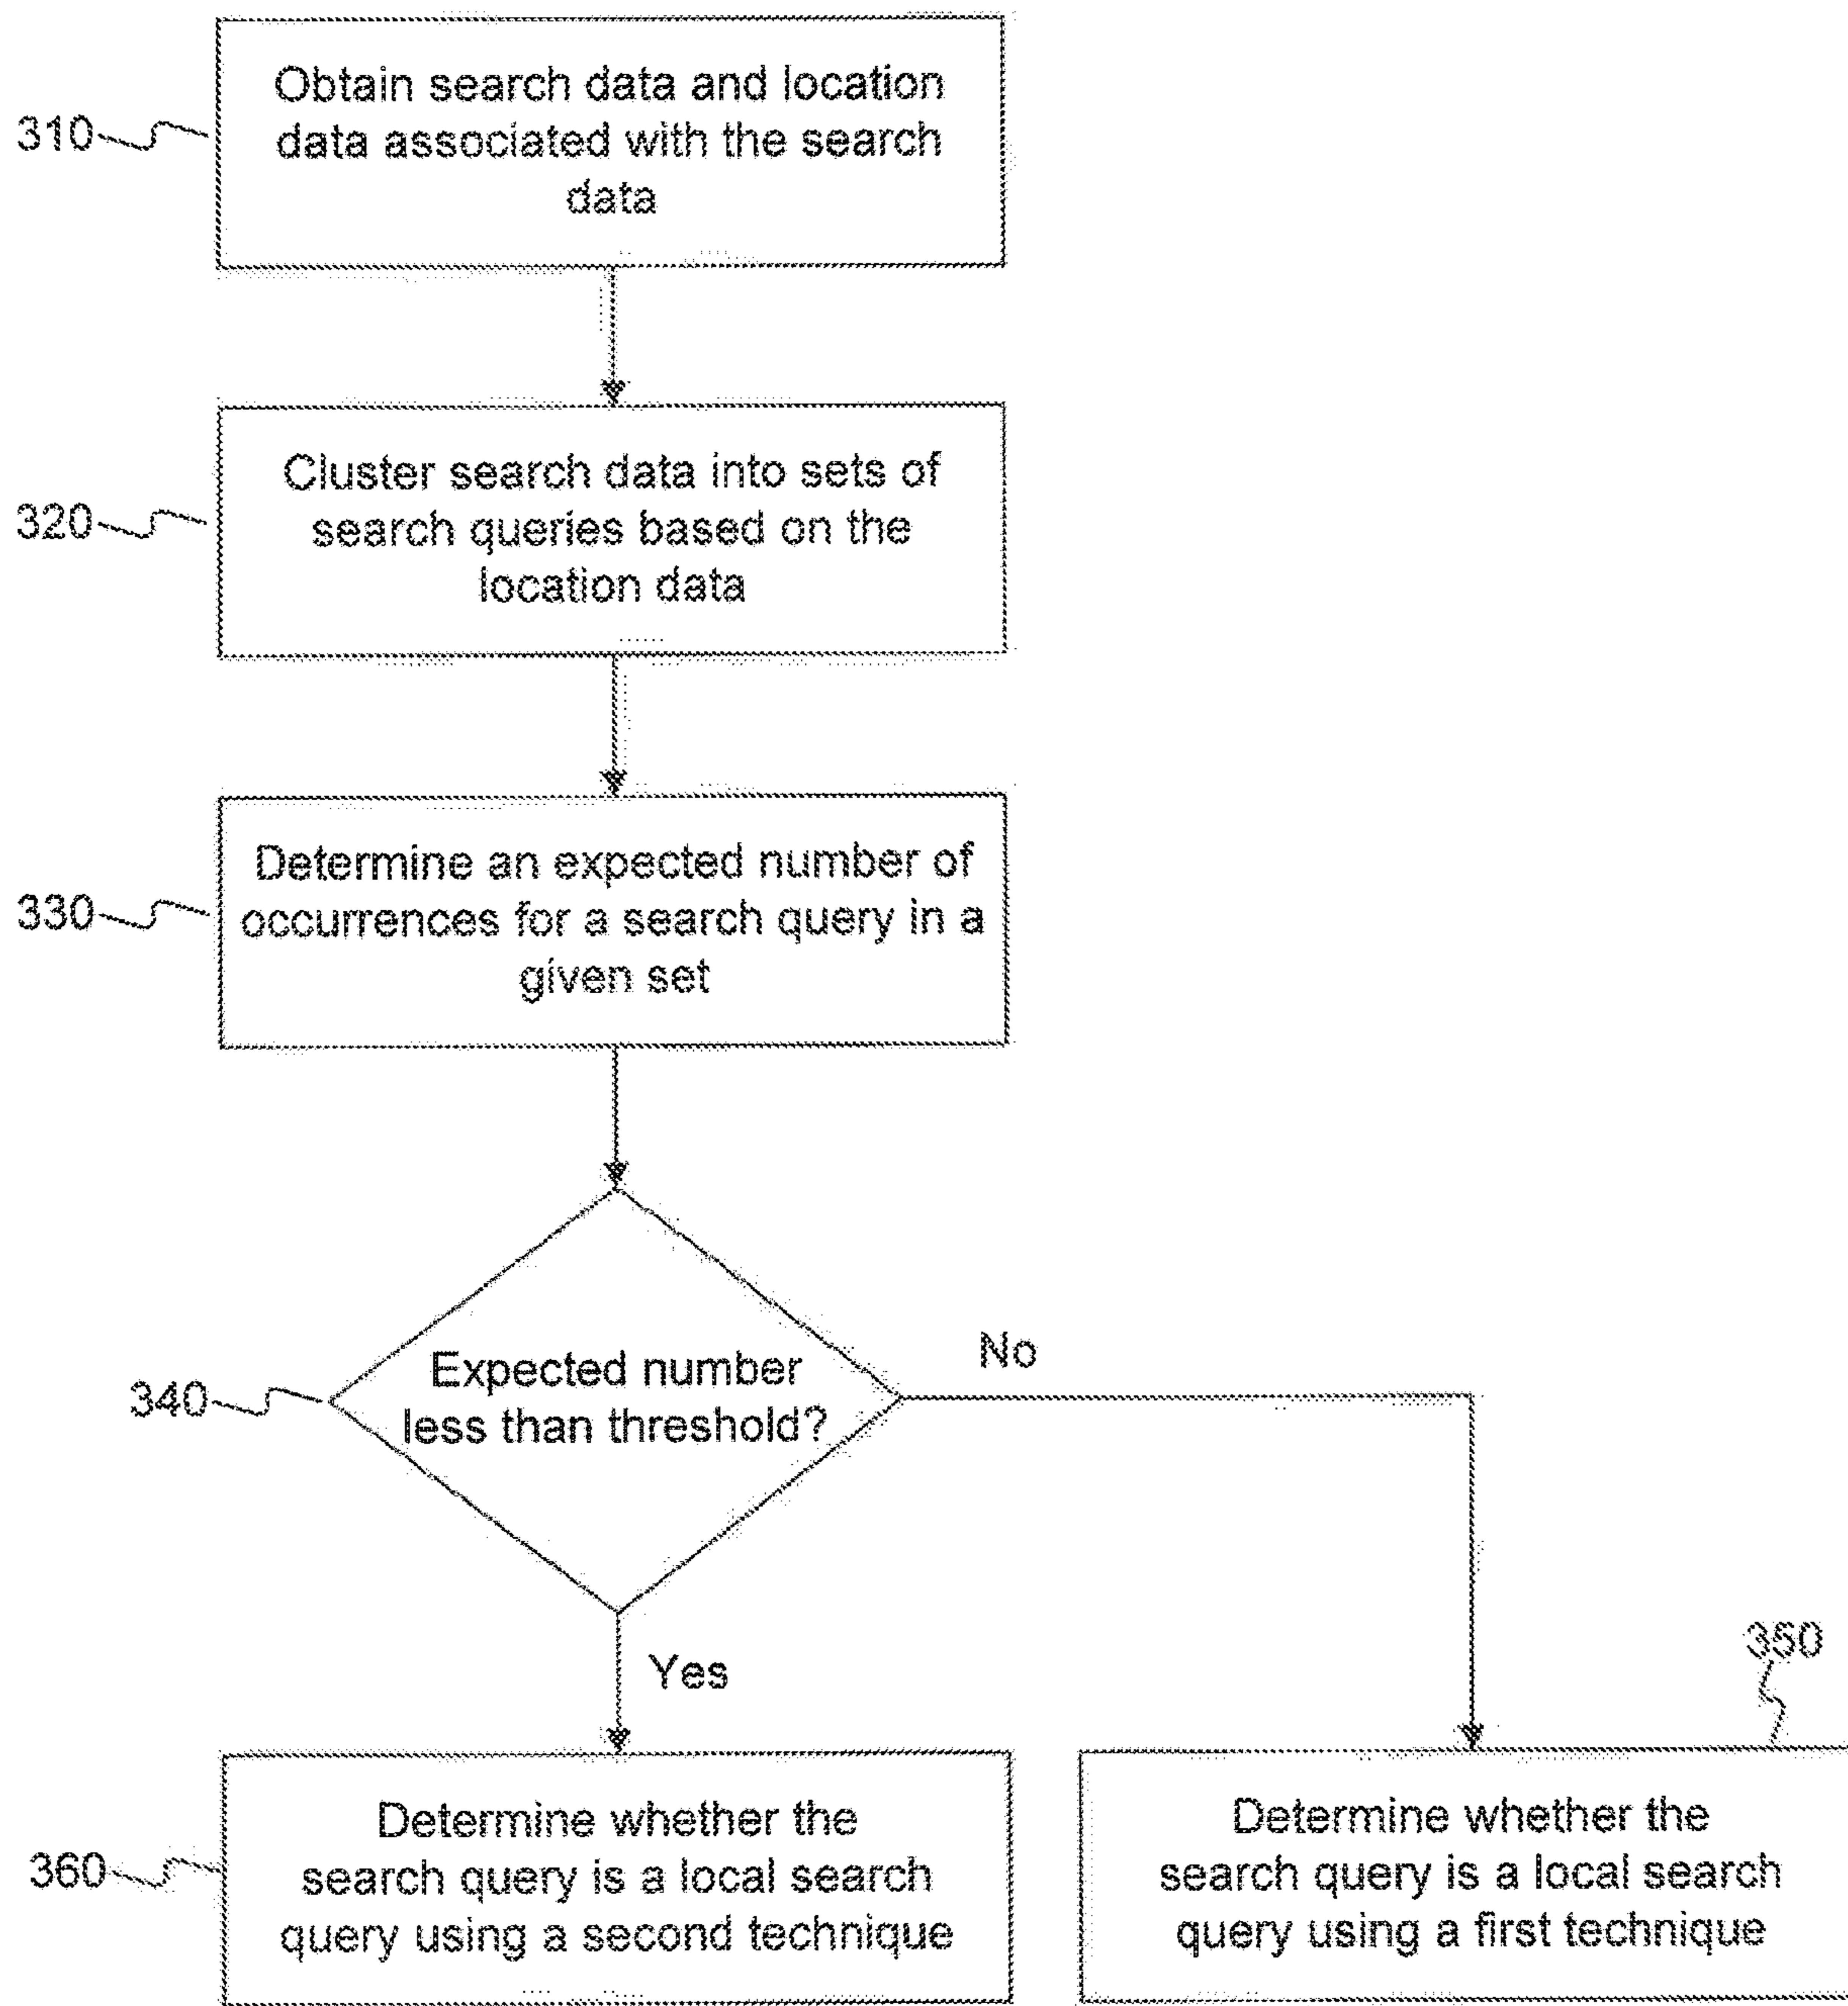 Obtain search data and location
data associated with the search
data
310
Cluster search data into sets of
search queries based on the
location data
320
Determine an expected number of
occurrences for a search query in a
given set
330
Expected number
less than threshold?
340
No
Yes
350
Determine whether the
search query is a local search
query using a second technique
360
Determine whether the
search query is a local search
query using a first technique